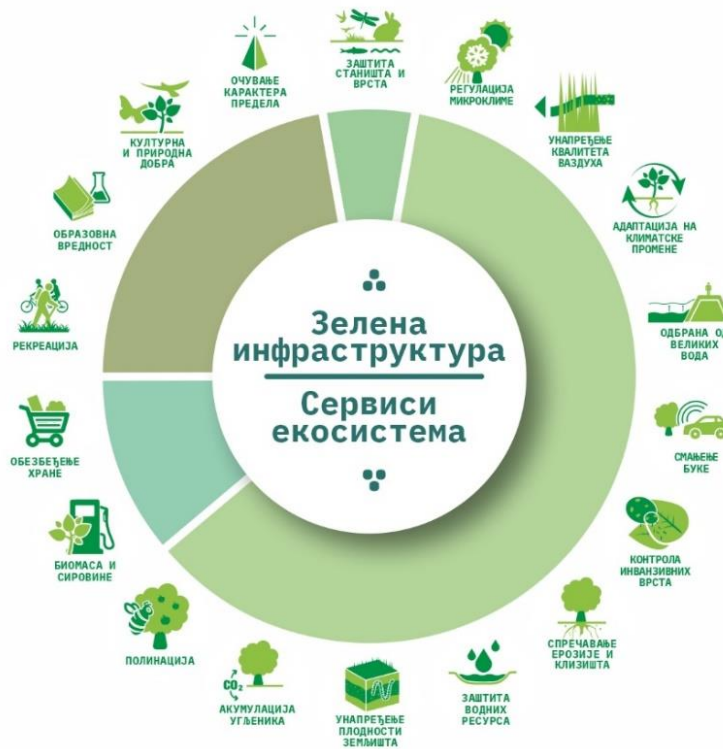 ЗАШТИТА
СТАНИШТА И
ВРСТА
РЕГУЛАЦИЈА
МИКРОКЛИМЕ
УНАПРЕЂЕЊЕ
КВАЛИТЕТА
ВАЗДУХА
АДАПТАЦИЈА НА
КЛИМАТСКЕ
ПРОМЕНЕ
ОДБРАНА ОД
ВЕЛИКИХ
ВОДА
СМАЊЕЊЕ
БУКЕ
КОНТРОЛА
ИНВАНЗИВНИХ
ВРСТА
СПРЕЧАВАЊЕ
ЕРОЗИЈЕ И
КЛИЗИШТА
ЗАШТИТА
ВОДНИХ
РЕСУРСА
УНАПРЕЂЕЊЕ
ПЛОДНОСТИ
ЗЕМЉИШТА
CO₂
АКУМУЛАЦИЈА
УГЉЕНИКА
ПОЛИНАЦИЈА
БИОМАСА И
СИРОВИНЕ
ОБЕЗБЕЂЕЊЕ
ХРАНЕ
РЕКРЕАЦИЈА
ОБРАЗОВНА
ВРЕДНОСТ
КУЛТУРНА
И ПРИРОДНА
ДОБРА
ОЧУВАЊЕ
КАРАКТЕРА
ПРЕДЕЛА
Зелена
инфраструктура
Сервиси
екосистема